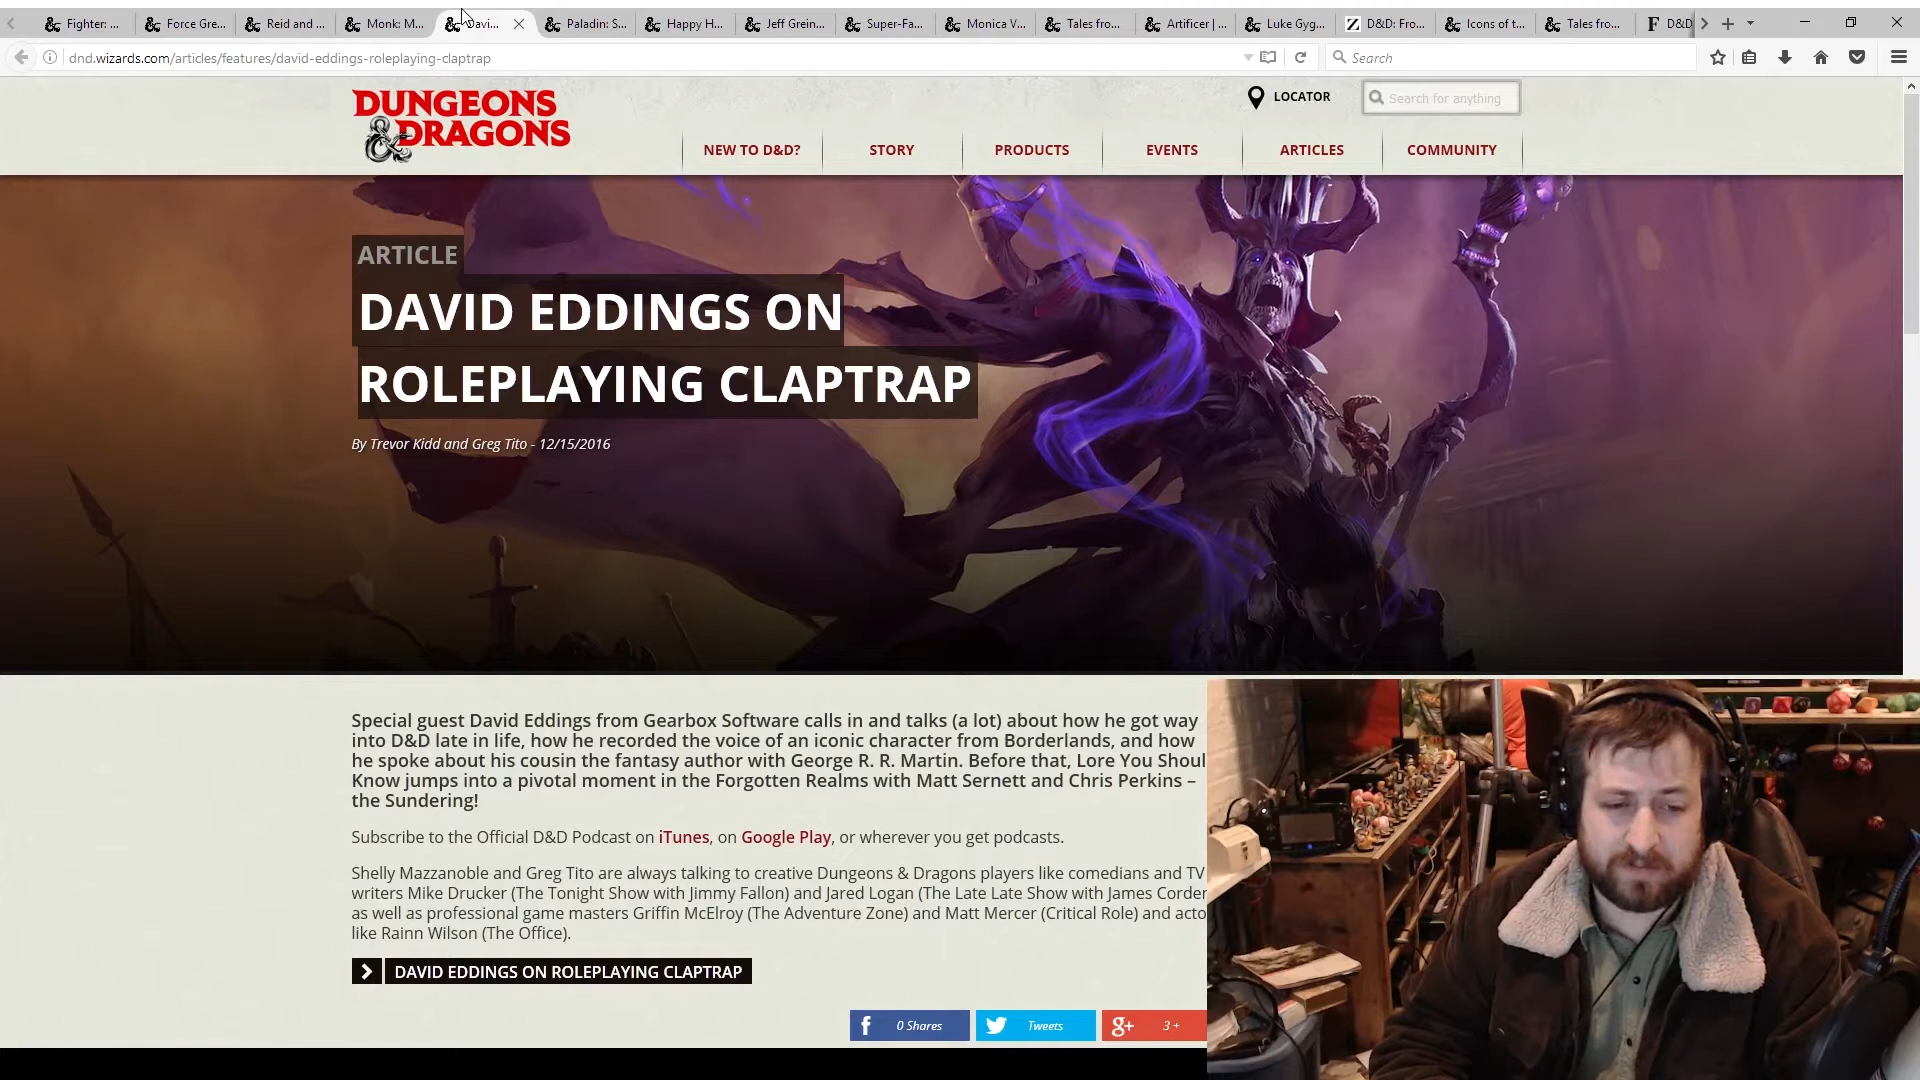 Fighter: ...
Force Gre...
Reid and ...
Monk: M...
Davi...
Paladin: S...
Happy H...
Jeff Grein...
Super-Fa...
Monica V...
Tales fro...
Artificer | ...
Luke Gyg...
D&D: Fro...
Icons of t...
Tales fro...
D&D
dnd.wizards.com/articles/features/david-eddings-roleplaying-claptrap
Search
DUNGEONS
& DRAGONS
LOCATOR
Search for anything
NEW TO D&D?
STORY
PRODUCTS
EVENTS
ARTICLES
COMMUNITY
ARTICLE
DAVID EDDINGS ON
ROLEPLAYING CLAPTRAP
By Trevor Kidd and Greg Tito - 12/15/2016
Special guest David Eddings from Gearbox Software calls in and talks (a lot) about how he got way
into D&D late in life, how he recorded the voice of an iconic character from Borderlands, and how
he spoke about his cousin the fantasy author with George R. R. Martin. Before that, Lore You Shoul
Know jumps into a pivotal moment in the Forgotten Realms with Matt Sernett and Chris Perkins –
the Sundering!
Subscribe to the Official D&D Podcast on iTunes, on Google Play, or wherever you get podcasts.
Shelly Mazzanoble and Greg Tito are always talking to creative Dungeons & Dragons players like comedians and TV
writers Mike Drucker (The Tonight Show with Jimmy Fallon) and Jared Logan (The Late Late Show with James Corder
as well as professional game masters Griffin McElroy (The Adventure Zone) and Matt Mercer (Critical Role) and acto
like Rainn Wilson (The Office).
DAVID EDDINGS ON ROLEPLAYING CLAPTRAP
0 Shares
Tweets
g+ 3 +